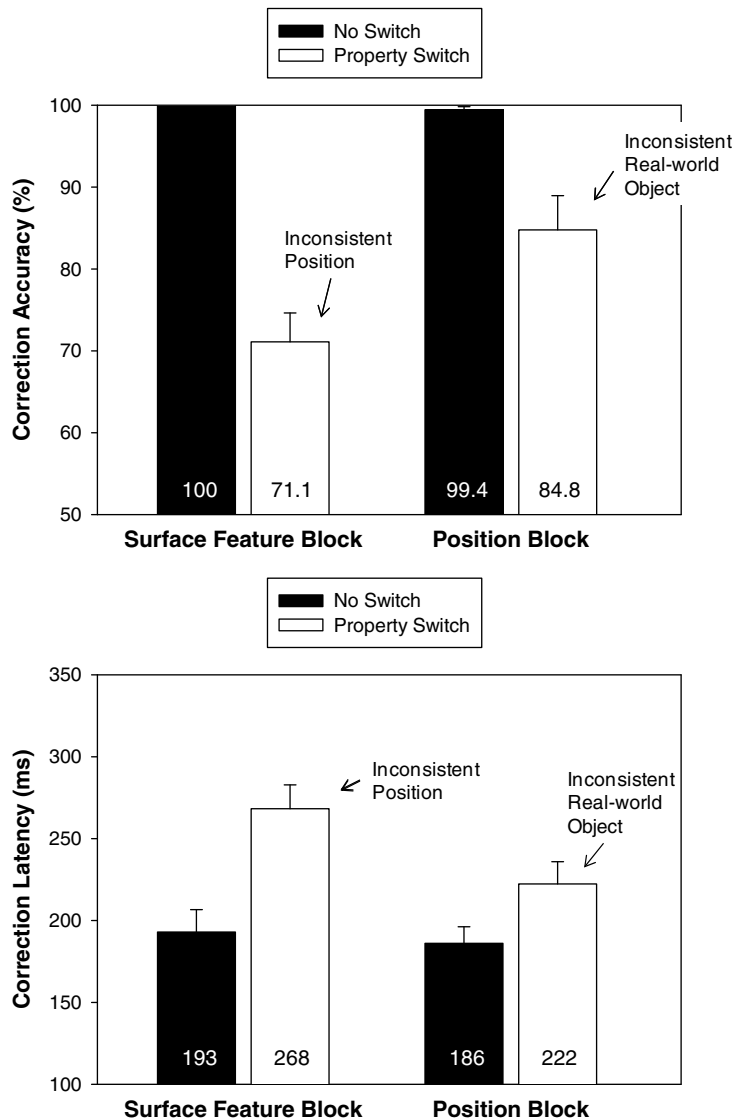 No Switch
Property Switch
Correction Accuracy (%)
100
90
80
70
60
50
Inconsistent
Position
Inconsistent
Real-world
Object
100
71.1
99.4
84.8
Surface Feature Block
Position Block
No Switch
Property Switch
Correction Latency (ms)
350
300
250
200
150
100
Inconsistent
Position
Inconsistent
Real-world
Object
193
268
186
222
Surface Feature Block
Position Block